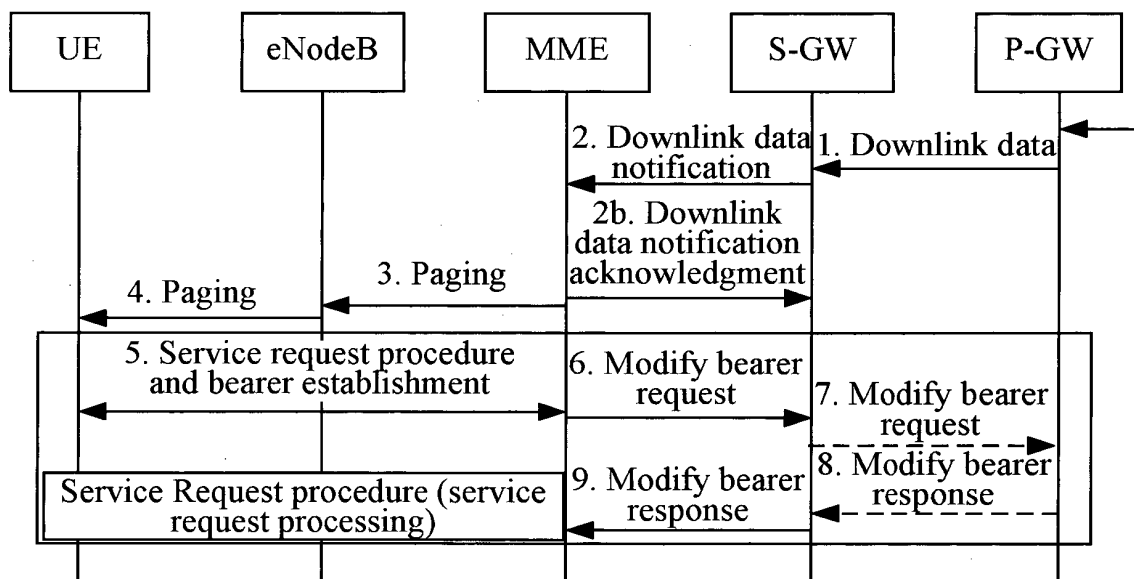 UE
eNodeB
MME
S-GW
P-GW
2. Downlink data
notification
1. Downlink data
2b. Downlink
data notification
acknowledgment
3. Paging
4. Paging
5. Service request procedure
and bearer establishment
6. Modify bearer
request
7. Modify bearer
request
8. Modify bearer
response
9. Modify bearer
response
Service Request procedure (service
request processing)